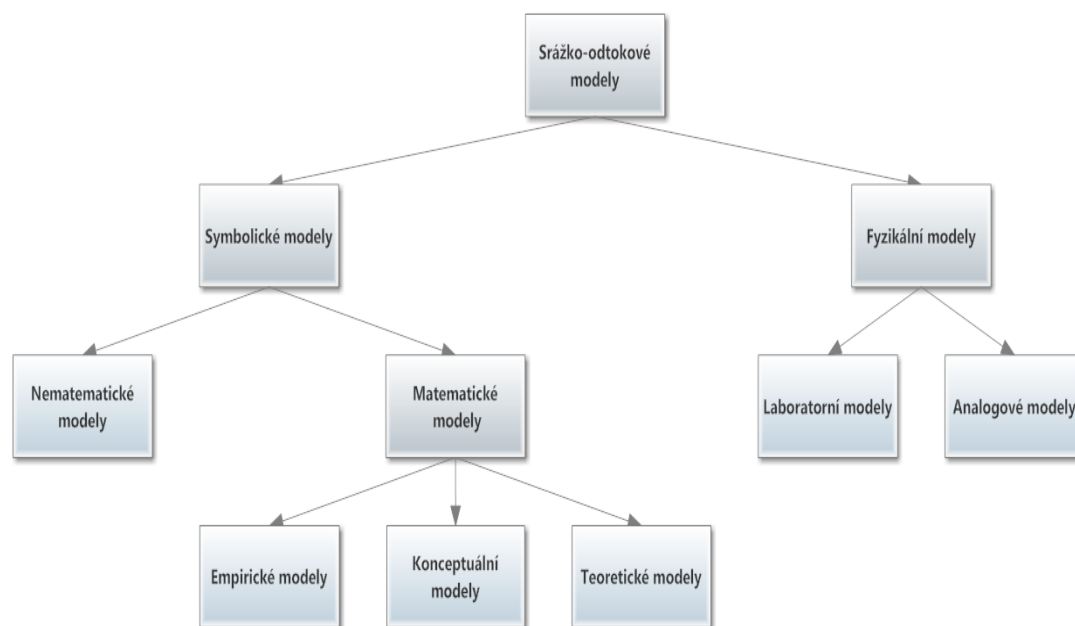 Srážko-odtokové
modely
Symbolické modely
Fyzikální modely
Nematematické
modely
Matematické
modely
Laboratorní modely
Analogové modely
Empirické modely
Konceptuální
modely
Teoretické modely